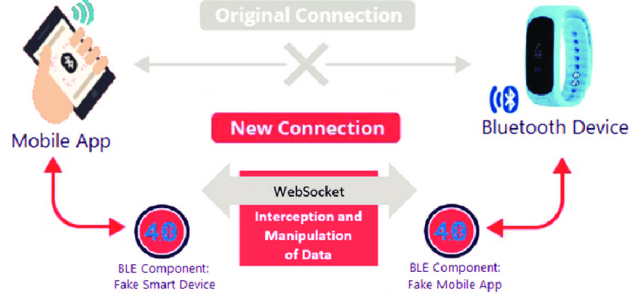 Original Connection
Mobile App
Bluetooth Device
New Connection
WebSocket
Interception and
Manipulation
of Data
4.0
4.0
BLE Component:
Fake Smart Device
BLE Component:
Fake Mobile App